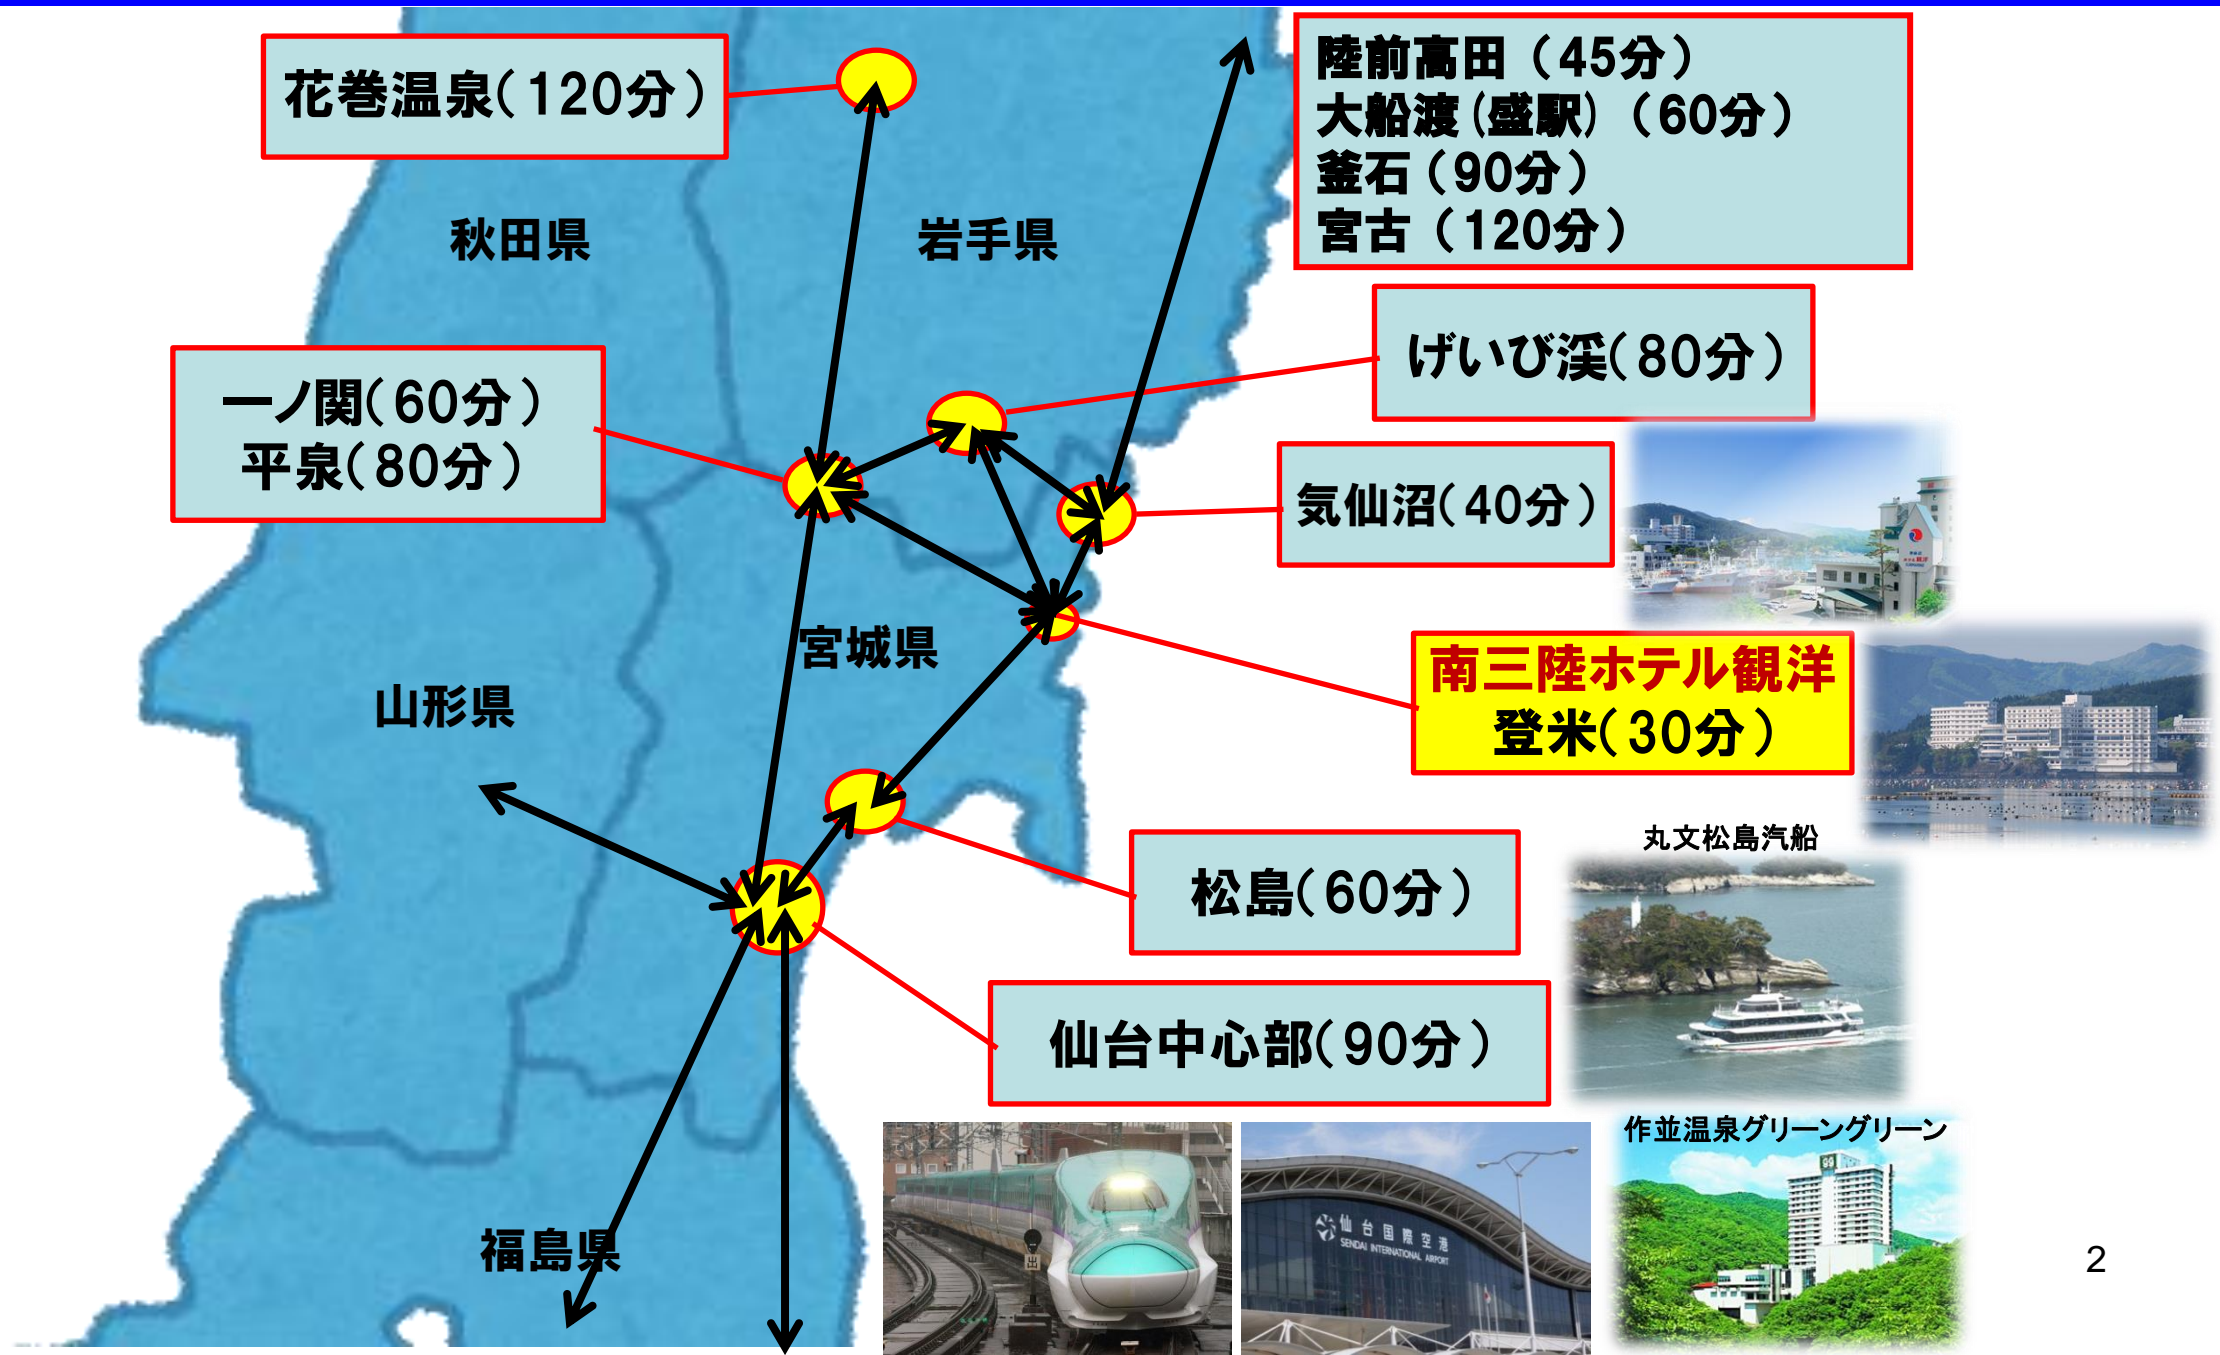 花巻温泉(120分)
陸前高田(45分)
大船渡(盛駅)(60分)
釜石(90分)
宮古(120分)
秋田県
岩手県
げいび渓(80分)
一ノ関(60分)
平泉(80分)
気仙沼(40分)
宮城県
南三陸ホテル観洋
登米(30分)
山形県
丸文松島汽船
松島(60分)
仙台中心部(90分)
作並温泉グリーングリーン
仙台国際空港
SENDAI INTERNATIONAL AIRPORT
福島県
2